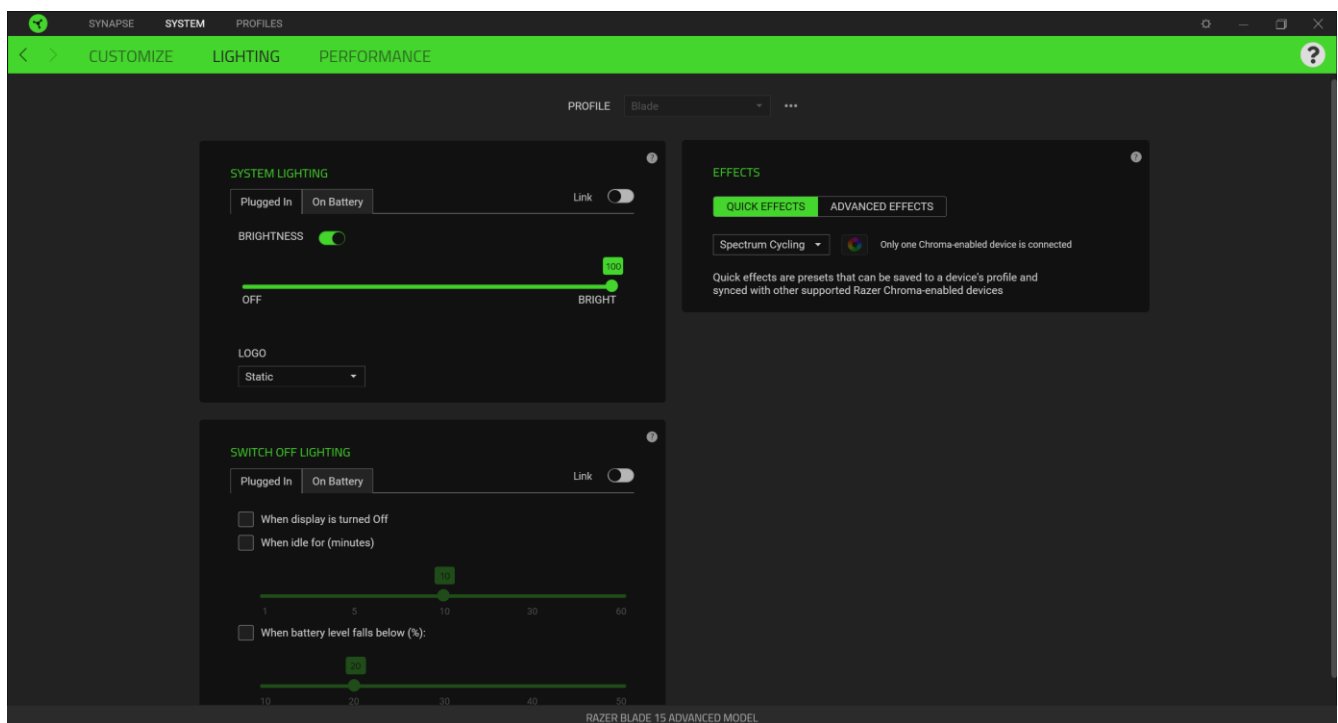 SYNAPSE SYSTEM PROFILES
CUSTOMIZE LIGHTING PERFORMANCE ?
PROFILE Blade
SYSTEM LIGHTING
Plugged In On Battery Link
BRIGHTNESS
100
OFF BRIGHT
LOGO
Static
EFFECTS
QUICK EFFECTS ADVANCED EFFECTS
Spectrum Cycling Only one Chroma-enabled device is connected
Quick effects are presets that can be saved to a device's profile and
synced with other supported Razer Chroma-enabled devices
SWITCH OFF LIGHTING
Plugged In On Battery Link
When display is turned Off
When idle for (minutes)
10
1 5 10 30 60
When battery level falls below (%):
20
10 20 30 40 50
RAZER BLADE 15 ADVANCED MODEL